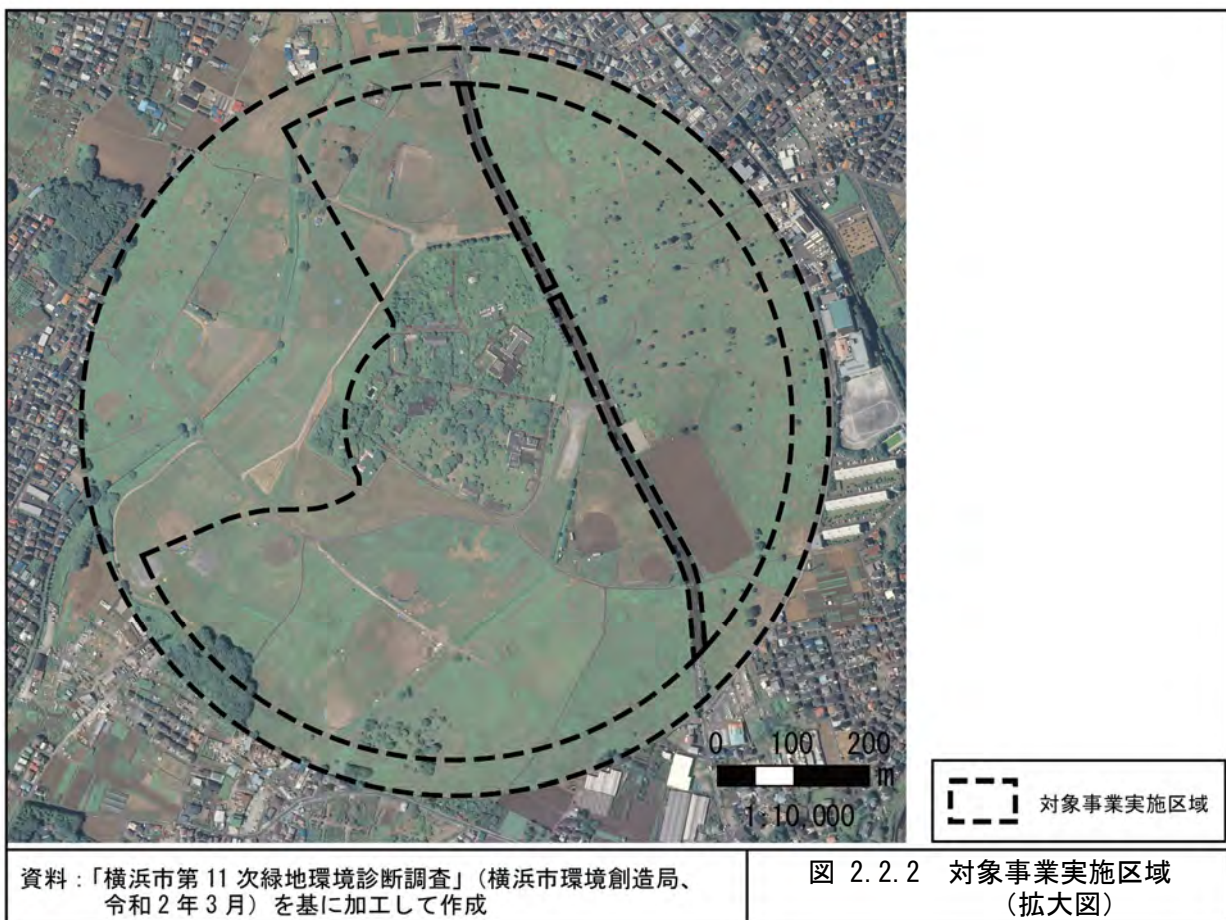 0 100 200
m
1:10,000
対象事業実施区域
資料：「横浜市第 11 次緑地環境診断調査」（横浜市環境創造局、
令和 2 年 3 月）を基に加工して作成
図 2.2.2 対象事業実施区域
（拡大図）